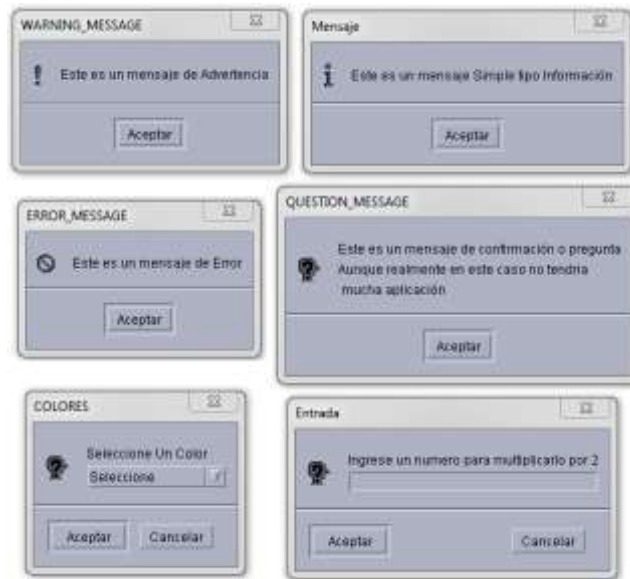 WARNING_MESSAGE
Este es un mensaje de Advertencia
Aceptar
Mensaje
Este es un mensaje Simple tipo Información
Aceptar
ERROR_MESSAGE
Este es un mensaje de Error
Aceptar
QUESTION_MESSAGE
Este es un mensaje de confirmación o pregunta
Aunque realmente en este caso no tendria
mucha aplicación
Aceptar
COLORES
Seleccione Un Color
Seleccione
Aceptar Cancelar
Entrada
Ingrese un numero para multiplicarlo por 2
Aceptar Cancelar